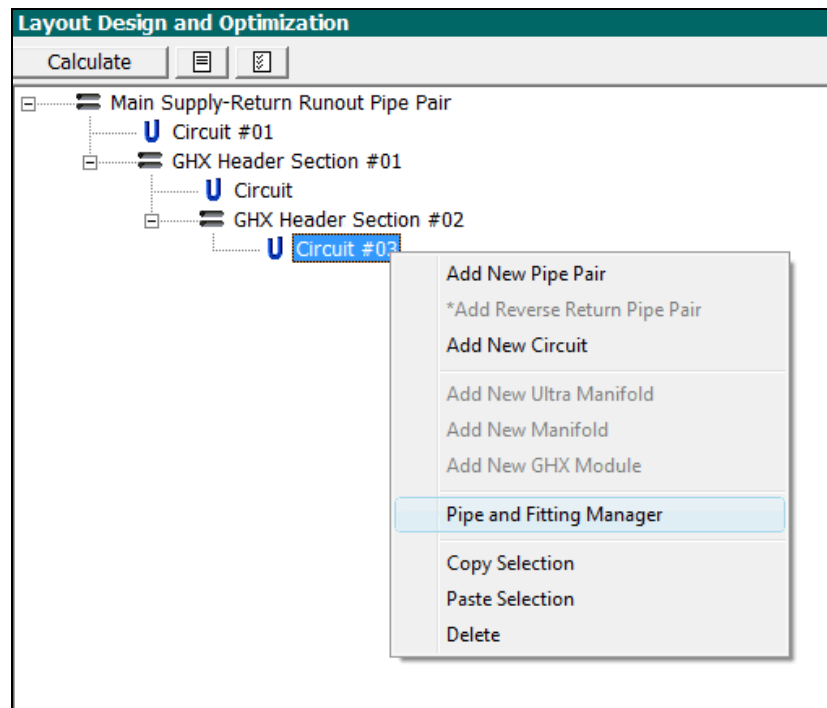 Layout Design and Optimization
Calculate
Main Supply-Return Runout Pipe Pair
Circuit #01
GHX Header Section #01
Circuit
GHX Header Section #02
Circuit #03
Add New Pipe Pair
*Add Reverse Return Pipe Pair
Add New Circuit
Add New Ultra Manifold
Add New Manifold
Add New GHX Module
Pipe and Fitting Manager
Copy Selection
Paste Selection
Delete